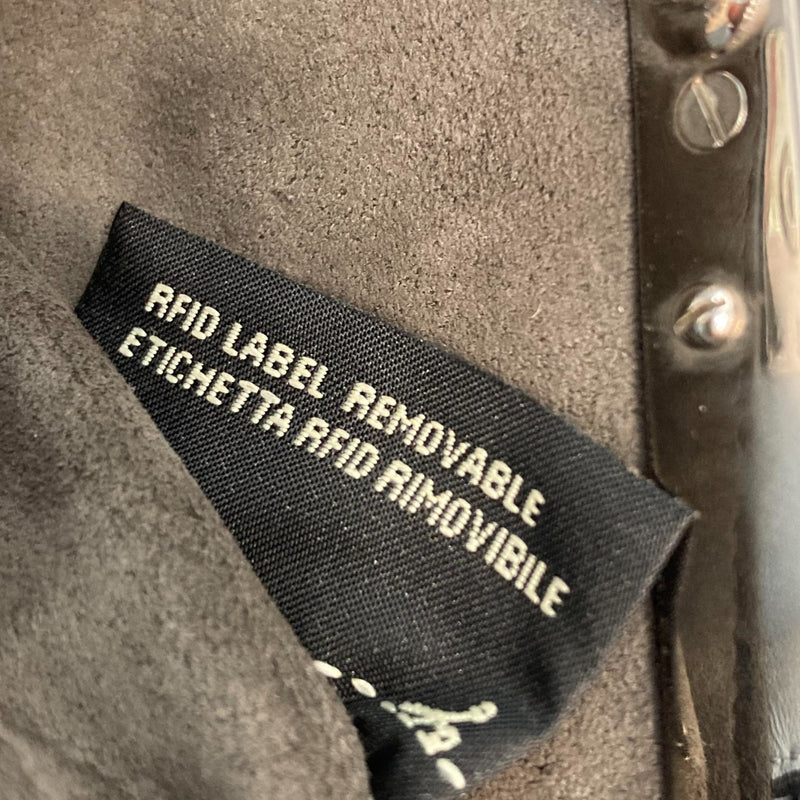 RFID LABEL REMOVABLE
ETICHETTA RFID RIMOVIBILE